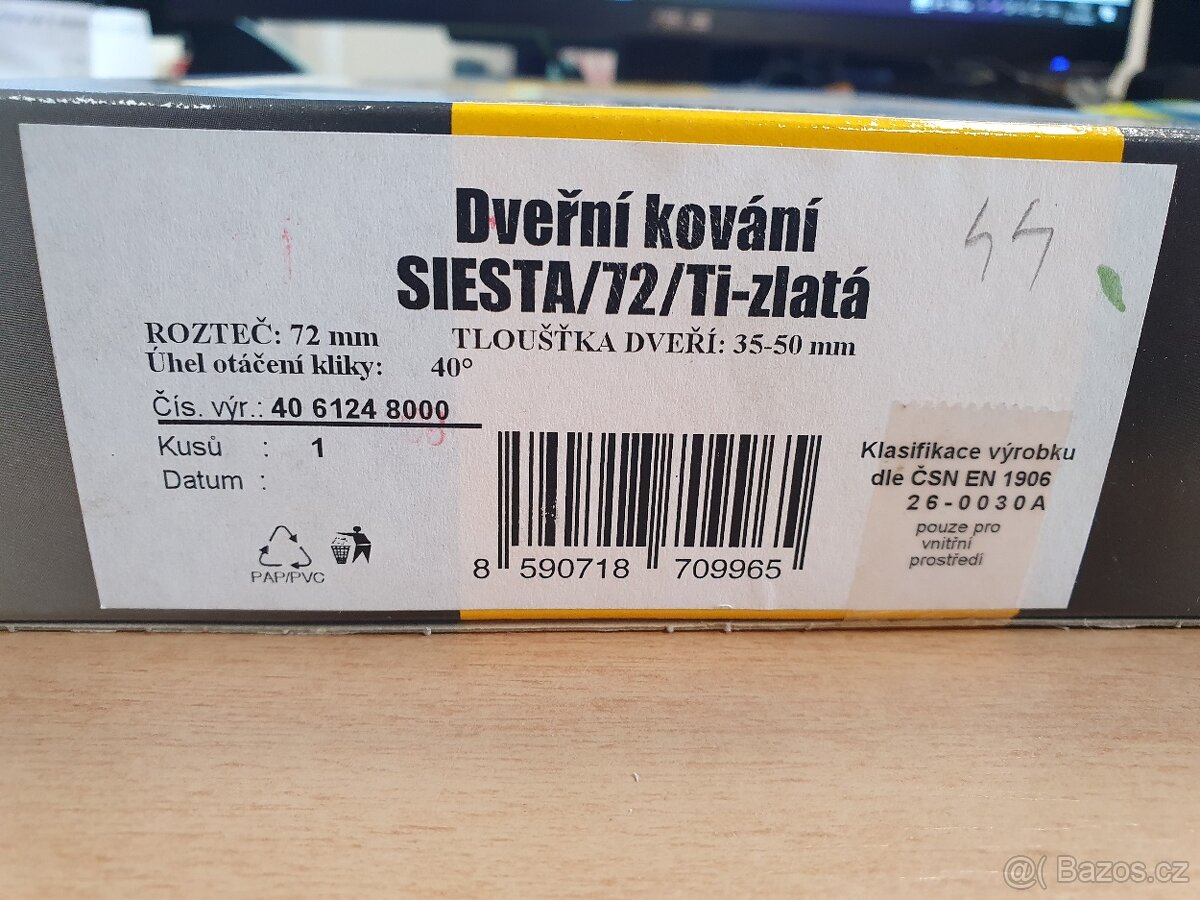 Dveřní kování
SIESTA/72/Ti-zlatá
ROZTEČ: 72 mm TLOUŠŤKA DVEŘÍ: 35-50 mm
Úhel otáčení kliky: 40°
Čís. výr.: 40 6124 8000
Kusů : 1
Datum :
PAP/PVC
8 590718 709965
Klasifikace výrobku
dle ČSN EN 1906
26-0030A
pouze pro
vnitřní
prostředí
@( Bazos.cz